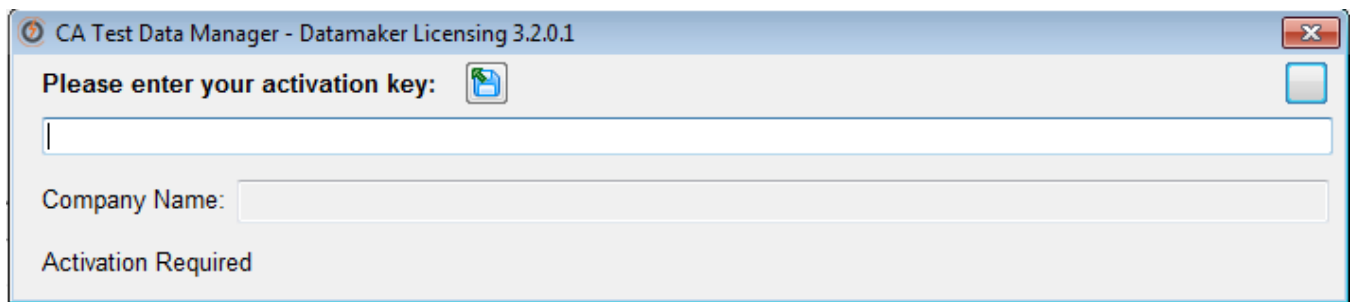 CA Test Data Manager - Datamaker Licensing 3.2.0.1
Please enter your activation key:
Company Name:
Activation Required